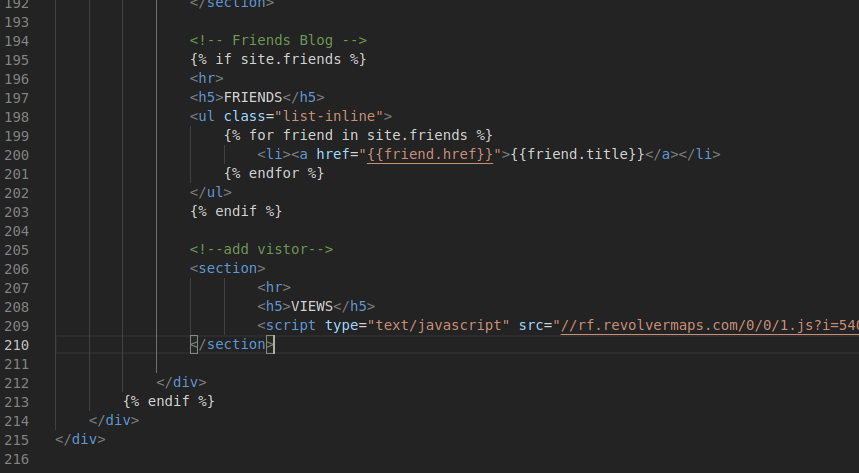 192 </section>
193
194 <!-- Friends Blog -->
195 {% if site.friends %}
196 <hr>
197 <h5>FRIENDS</h5>
198 <ul class="list-inline">
199 {% for friend in site.friends %}
200 <li><a href="{{friend.href}}">{{friend.title}}</a></li>
201 {% endfor %}
202 </ul>
203 {% endif %}
204
205 <!--add vistor-->
206 <section>
207 <hr>
208 <h5>VIEWS</h5>
209 <script type="text/javascript" src="//rf.revolvermaps.com/0/0/1.js?i=540
210 </section>
211
212 </div>
213 {% endif %}
214 </div>
215 </div>
216